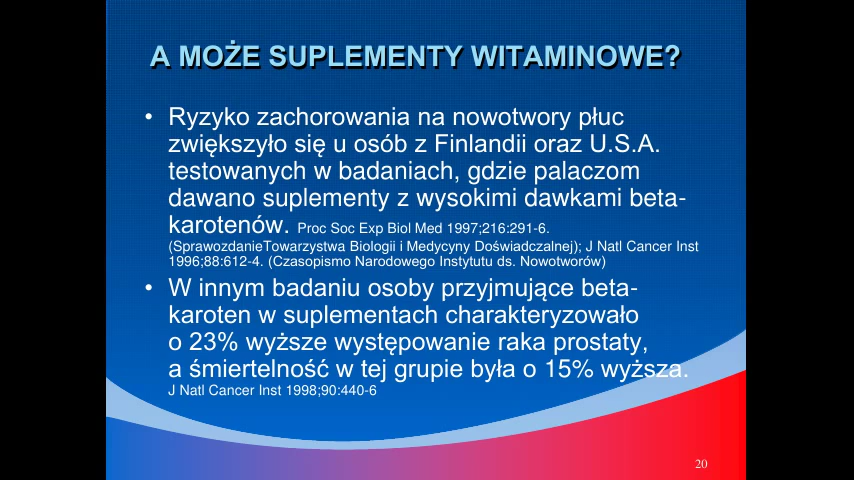 A MOŻE SUPLEMENTY WITAMINOWE?
• Ryzyko zachorowania na nowotwory płuc
zwiększyło się u osób z Finlandii oraz U.S.A.
testowanych w badaniach, gdzie palaczom
dawano suplementy z wysokimi dawkami beta-
karotenów. Proc Soc Exp Biol Med 1997;216:291-6.
(SprawozdanieTowarzystwa Biologii i Medycyny Doświadczalnej); J Natl Cancer Inst
1996;88:612-4. (Czasopismo Narodowego Instytutu ds. Nowotworów)
• W innym badaniu osoby przyjmujące beta-
karoten w suplementach charakteryzowało
o 23% wyższe występowanie raka prostaty,
a śmiertelność w tej grupie była o 15% wyższa.
J Natl Cancer Inst 1998;90:440-6
20